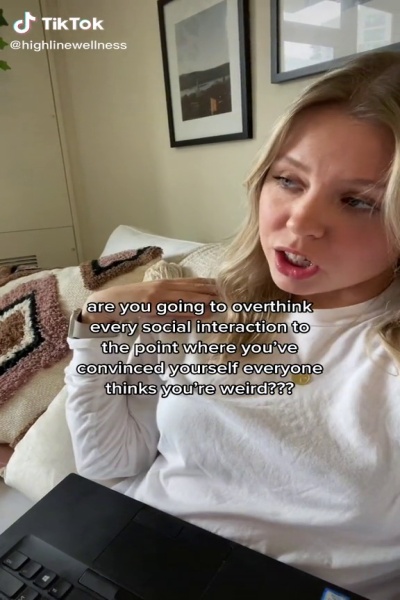 TikTok
@highlinewellness
are you going to overthink
every social interaction to
the point where you've
convinced yourself everyone
thinks you're weird???